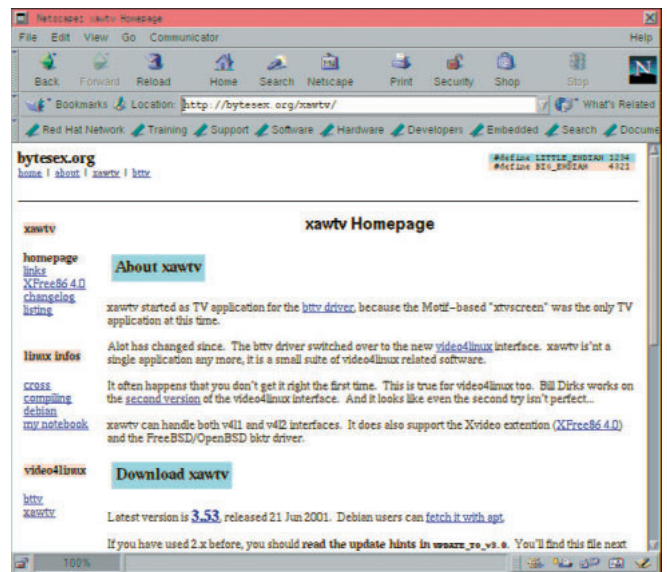 Netscape: xawtv Homepage
File Edit View Go Communicator Help
Back Forward Reload Home Search Netscape Print Security Shop Stop
N
Bookmarks Location: http://bytesex.org/xawtv/ What's Related
Red Hat Network Training Support Software Hardware Developers Embedded Search Docume
bytesex.org
home | about | xawtv | bttv
#define LITTLE_ENDIAN 1234
#define BIG_ENDIAN 4321
xawtv
homepage
links
XFree86 4.0
changelog
listing
linux infos
cross
compiling
debian
my notebook
video4linux
bttv
xawtv
xawtv Homepage
About xawtv
xawtv started as TV application for the bttv driver, because the Motif-based "xtvscreen" was the only TV
application at this time.
Alot has changed since. The bttv driver switched over to the new video4linux interface. xawtv is'nt a
single application any more, it is a small suite of video4linux related software.
It often happens that you don't get it right the first time. This is true for video4linux too. Bill Dirks works on
the second version of the video4linux interface. And it looks like even the second try isn't perfect...
xawtv can handle both v4l1 and v4l2 interfaces. It does also support the Xvideo extention (XFree86 4.0)
and the FreeBSD/OpenBSD bktr driver.
Download xawtv
Latest version is 3.53, released 21 Jun 2001. Debian users can fetch it with apt.
If you have used 2.x before, you should read the update hints in UPDATE_TO_v3.0. You'll find this file next
100%